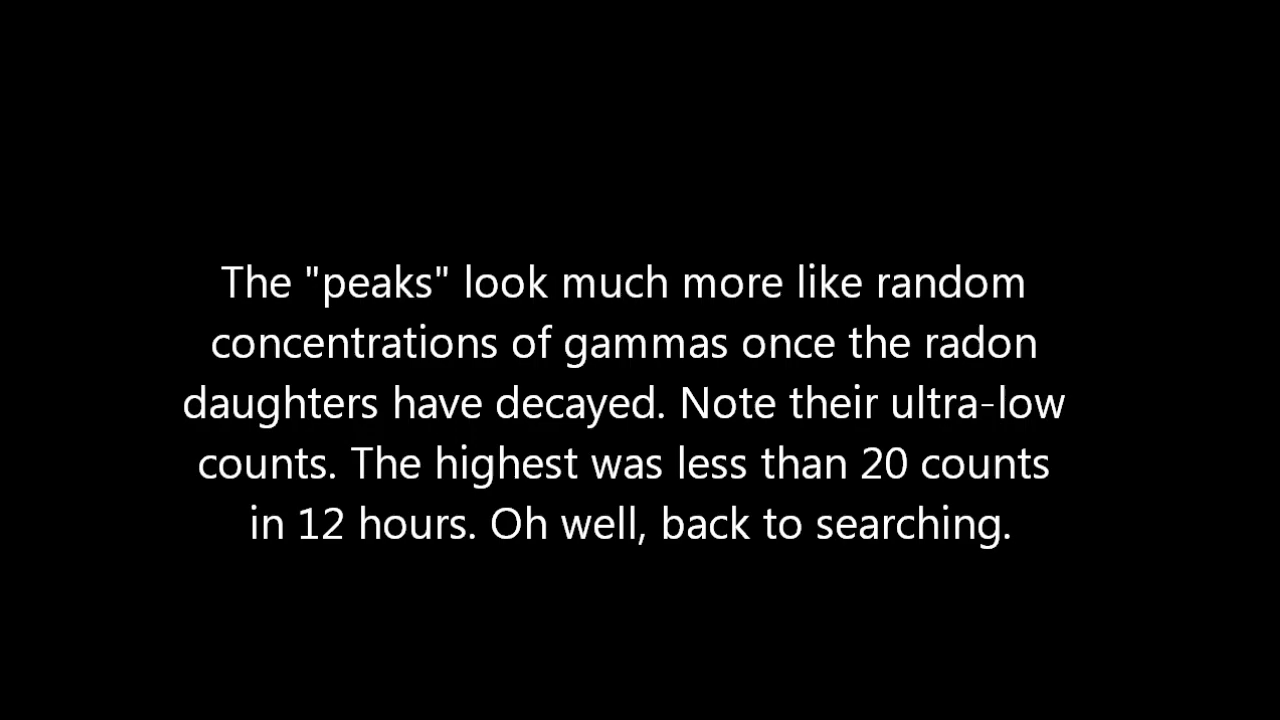 The "peaks" look much more like random
concentrations of gammas once the radon
daughters have decayed. Note their ultra-low
counts. The highest was less than 20 counts
in 12 hours. Oh well, back to searching.